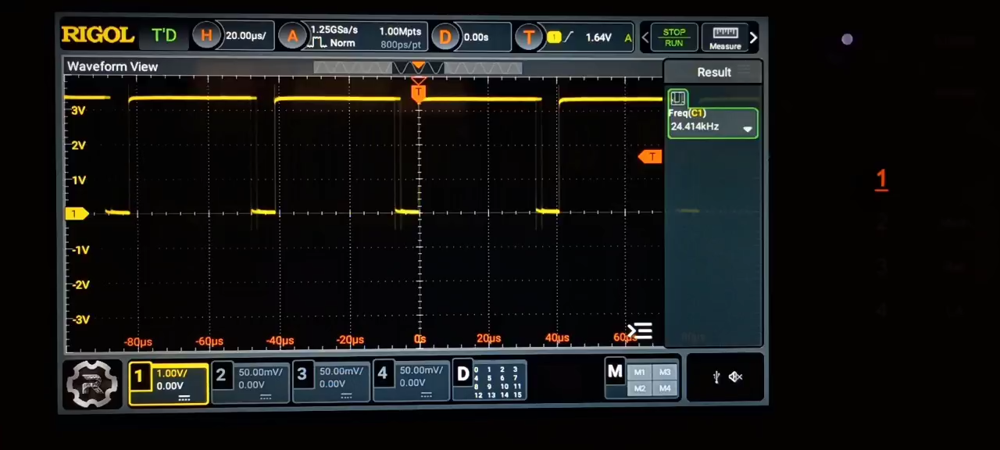 RIGOL T'D H 20.00µs/ A 1.25GSa/s 1.00Mpts D 0.00s T 1 1.64V A STOP
Norm 800ps/pt RUN Measure
Waveform View Result
T
3V Freq(C1)
24.414kHz
2V
T
1V 1
1
-1V
-2V
-3V
-80µs -60µs -40µs -20µs 0s 20µs 40µs 60µs
1 1.00V/ 2 50.00mV/ 3 50.00mV/ 4 50.00mV/ D 0 1 2 3 M M1 M3
0.00V 0.00V 0.00V 0.00V 4 5 6 7 M2 M4
8 9 10 11
12 13 14 15
R